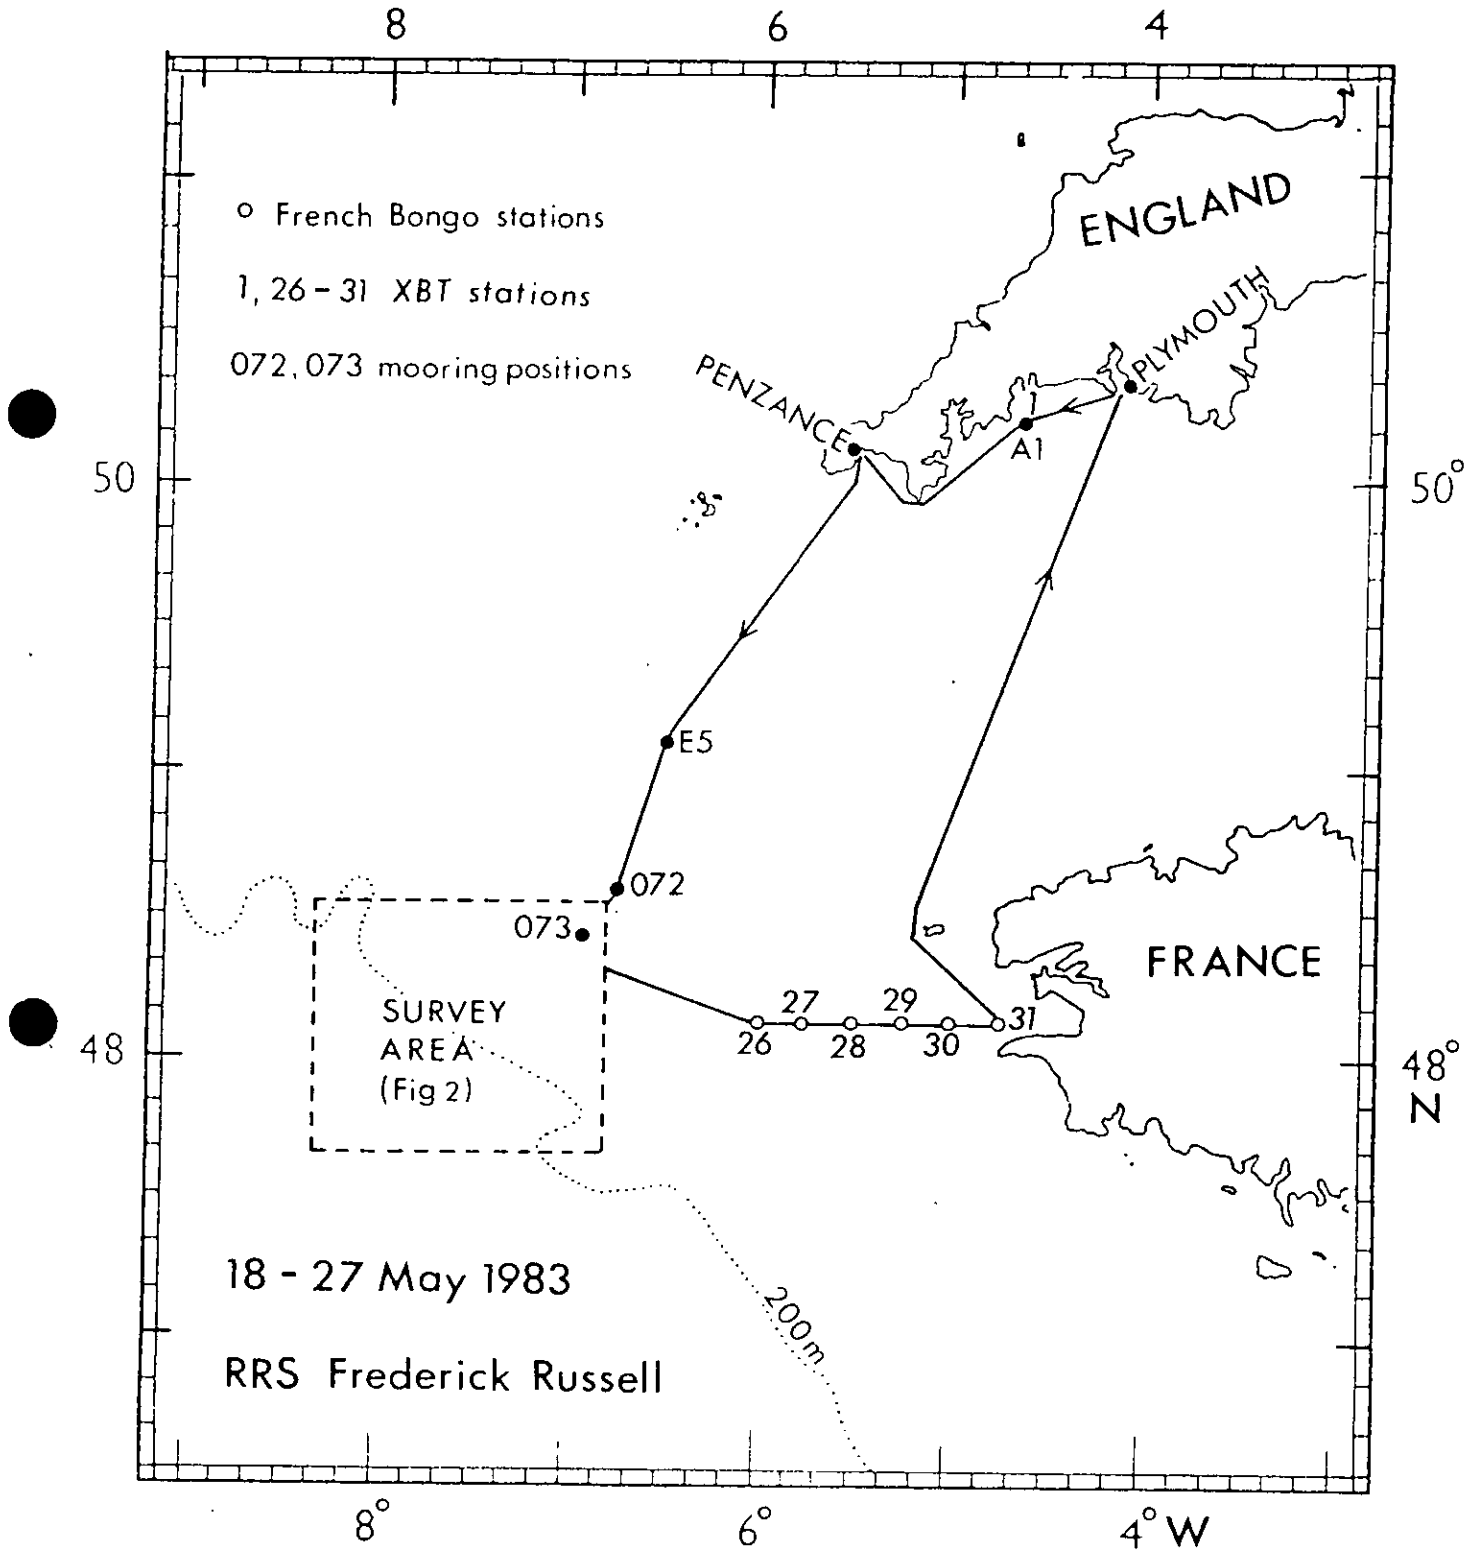 8 6 4
ENGLAND
○ French Bongo stations
1, 26-31 XBT stations
072, 073 mooring positions
PLYMOUTH
PENZANCE
1
A1
50 50°
E5
072
073
FRANCE
SURVEY
AREA
(Fig 2)
27 29 31
26 28 30
48 48°
N
18 - 27 May 1983
200m
RRS Frederick Russell
8° 6° 4° W